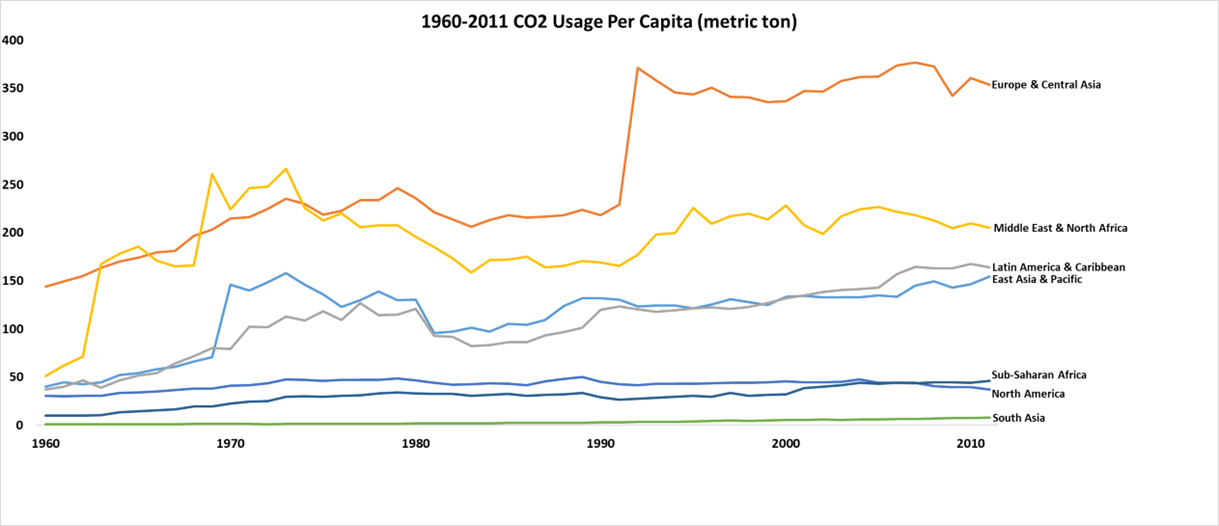 1960-2011 CO2 Usage Per Capita (metric ton)
400
350
300
250
200
150
100
50
0
Europe & Central Asia
Middle East & North Africa
Latin America & Caribbean
East Asia & Pacific
Sub-Saharan Africa
North America
South Asia
1960 1970 1980 1990 2000 2010